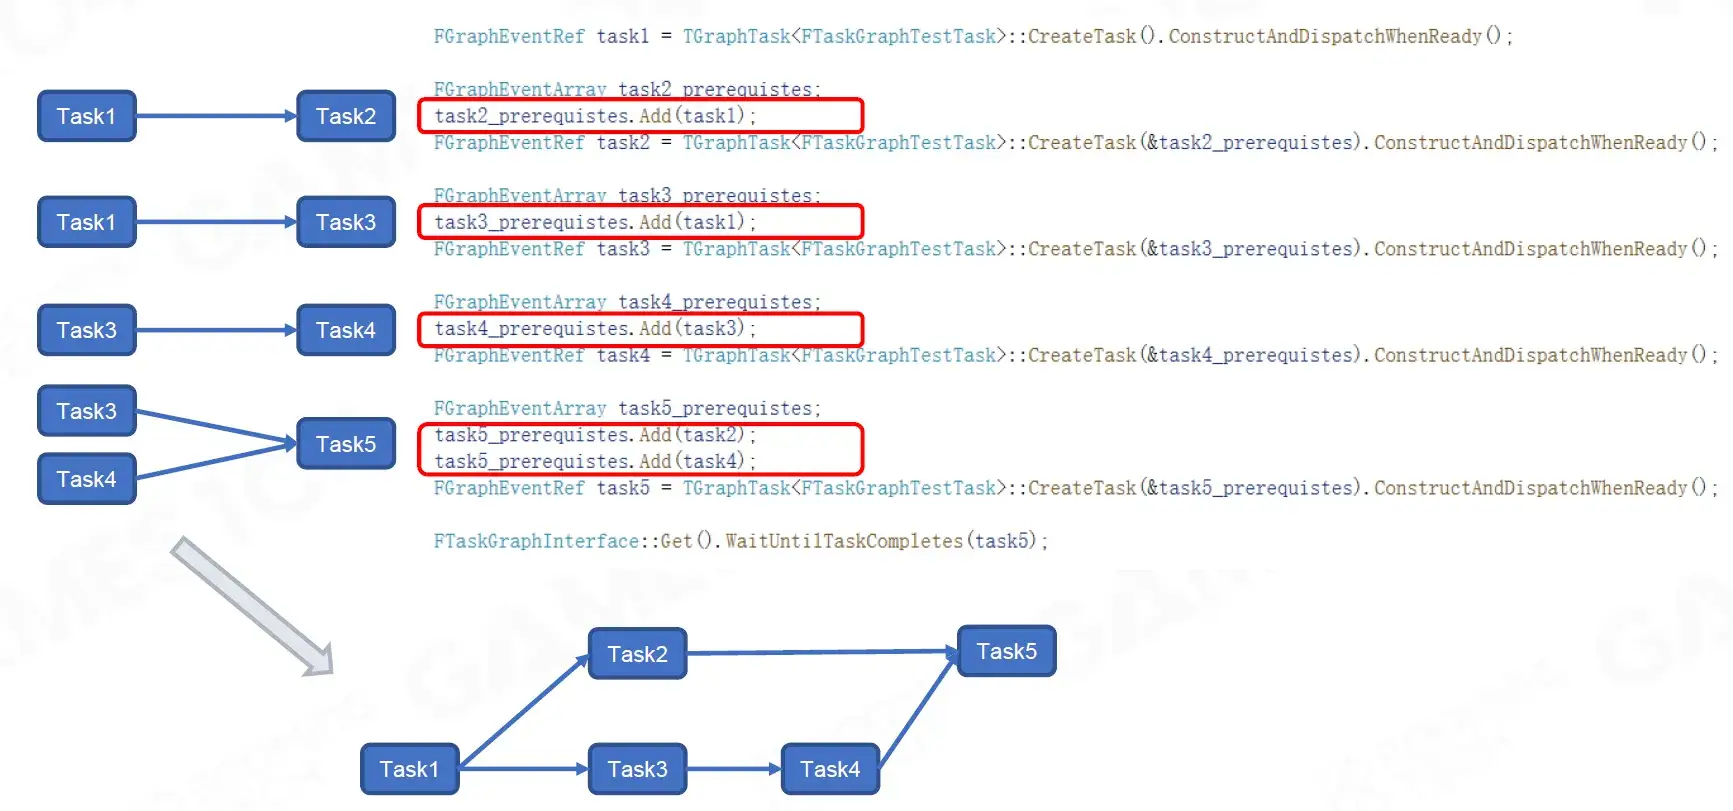 FGraphEventRef task1 = TGraphTask<FTaskGraphTestTask>::CreateTask().ConstructAndDispatchWhenReady();
Task1
Task2
FGraphEventArray task2_prerequistes;
task2_prerequistes.Add(task1);
FGraphEventRef task2 = TGraphTask<FTaskGraphTestTask>::CreateTask(&task2_prerequistes).ConstructAndDispatchWhenReady();
Task1
Task3
FGraphEventArray task3_prerequistes;
task3_prerequistes.Add(task1);
FGraphEventRef task3 = TGraphTask<FTaskGraphTestTask>::CreateTask(&task3_prerequistes).ConstructAndDispatchWhenReady();
Task3
Task4
FGraphEventArray task4_prerequistes;
task4_prerequistes.Add(task3);
FGraphEventRef task4 = TGraphTask<FTaskGraphTestTask>::CreateTask(&task4_prerequistes).ConstructAndDispatchWhenReady();
Task3
Task4
Task5
FGraphEventArray task5_prerequistes;
task5_prerequistes.Add(task2);
task5_prerequistes.Add(task4);
FGraphEventRef task5 = TGraphTask<FTaskGraphTestTask>::CreateTask(&task5_prerequistes).ConstructAndDispatchWhenReady();
FTaskGraphInterface::Get().WaitUntilTaskCompletes(task5);
Task2
Task5
Task1
Task3
Task4